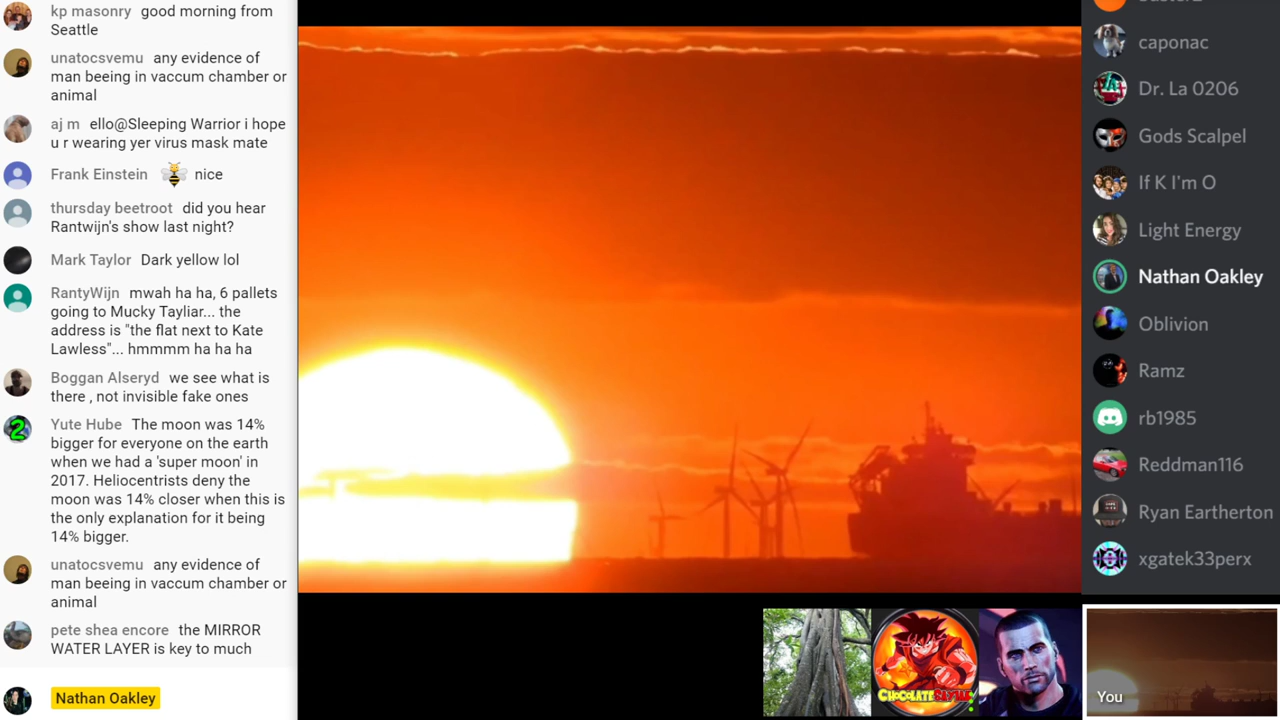 kp masonry good morning from
Seattle
unatocsvemu any evidence of
man beeing in vaccum chamber or
animal
aj m ello@Sleeping Warrior i hope
u r wearing yer virus mask mate
Frank Einstein nice
thursday beetroot did you hear
Rantwijn's show last night?
Mark Taylor Dark yellow lol
RantyWijn mwah ha ha, 6 pallets
going to Mucky Tayliar... the
address is "the flat next to Kate
Lawless"... hmmmm ha ha ha
Boggan Alseryd we see what is
there , not invisible fake ones
2
Yute Hube The moon was 14%
bigger for everyone on the earth
when we had a 'super moon' in
2017. Heliocentrists deny the
moon was 14% closer when this is
the only explanation for it being
14% bigger.
unatocsvemu any evidence of
man beeing in vaccum chamber or
animal
pete shea encore the MIRROR
WATER LAYER is key to much
Nathan Oakley
caponac
Dr. La 0206
Gods Scalpel
If K I'm O
Light Energy
Nathan Oakley
Oblivion
Ramz
rb1985
Reddman116
Ryan Eartherton
xgatek33perx
You